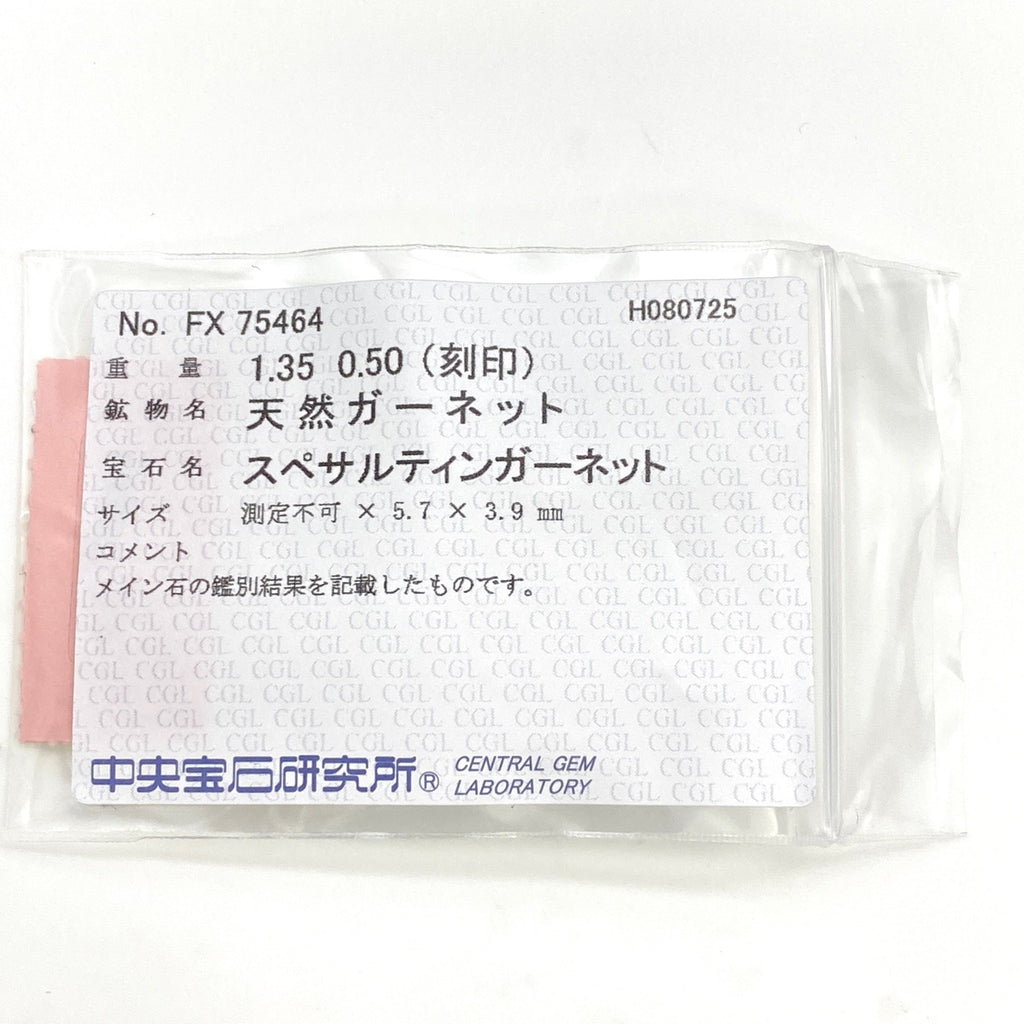 No. FX 75464 H080725
重量 1.35 0.50 (刻印)
鉱物名 天然ガーネット
宝石名 スペサルティンガーネット
サイズ 測定不可 × 5.7 × 3.9 mm
コメント
メイン石の鑑別結果を記載したものです。
中央宝石研究所® CENTRAL GEM
LABORATORY